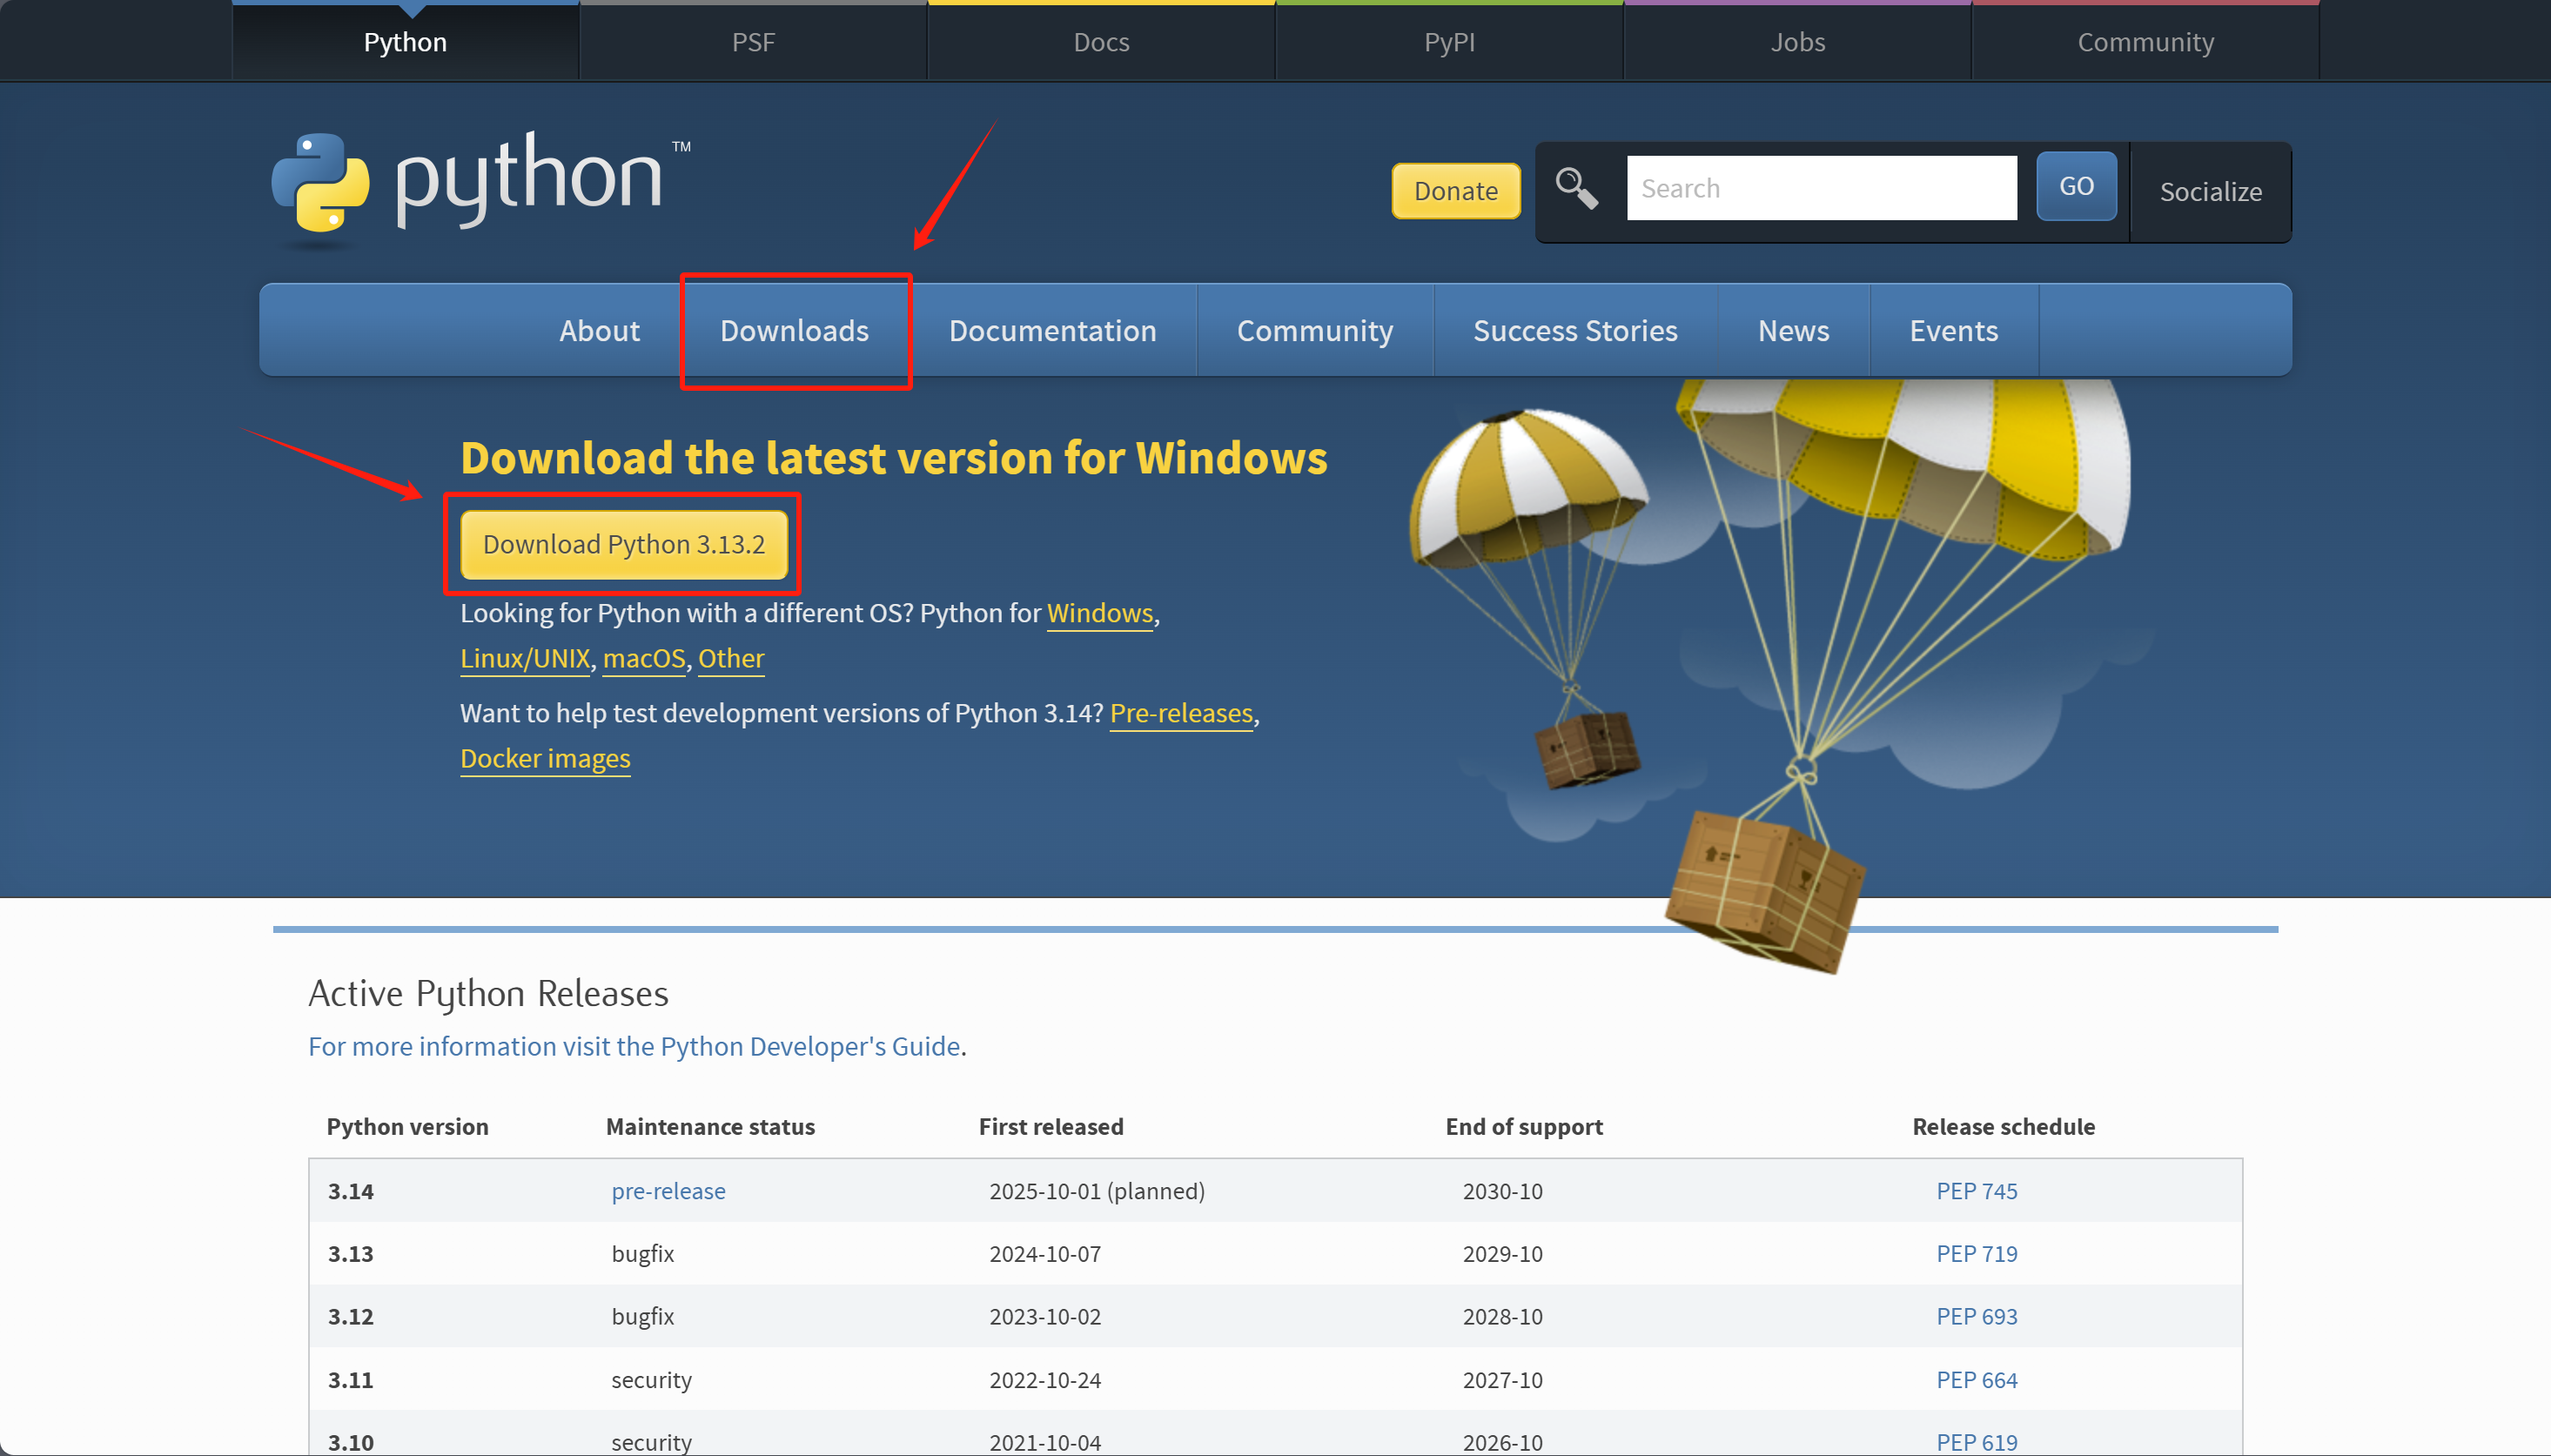 Python PSF Docs PyPI Jobs Community
python™
Donate Search GO Socialize
About Downloads Documentation Community Success Stories News Events
Download the latest version for Windows
Download Python 3.13.2
Looking for Python with a different OS? Python for Windows,
Linux/UNIX, macOS, Other
Want to help test development versions of Python 3.14? Pre-releases,
Docker images
Active Python Releases
For more information visit the Python Developer's Guide.
Python version Maintenance status First released End of support Release schedule
3.14 pre-release 2025-10-01 (planned) 2030-10 PEP 745
3.13 bugfix 2024-10-07 2029-10 PEP 719
3.12 bugfix 2023-10-02 2028-10 PEP 693
3.11 security 2022-10-24 2027-10 PEP 664
3.10 security 2021-10-04 2026-10 PEP 619